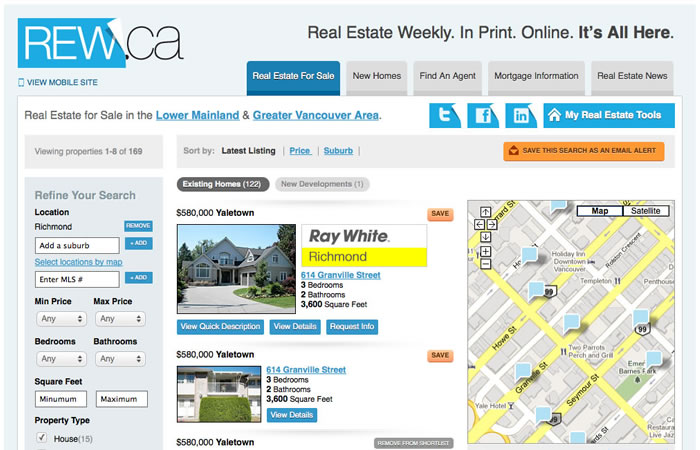 REW.ca
Real Estate Weekly. In Print. Online. It's All Here.
VIEW MOBILE SITE
Real Estate For Sale
New Homes
Find An Agent
Mortgage Information
Real Estate News
Real Estate for Sale in the Lower Mainland & Greater Vancouver Area.
My Real Estate Tools
Viewing properties 1-8 of 169
Sort by: Latest Listing | Price | Suburb |
SAVE THIS SEARCH AS AN EMAIL ALERT
Refine Your Search
Location
Richmond
REMOVE
Add a suburb
+ ADD
Select locations by map
Enter MLS #
+ ADD
Min Price
Max Price
Any
Any
Bedrooms
Bathrooms
Any
Any
Square Feet
Minumum
Maximum
Property Type
House(15)
Existing Homes (122)
New Developments (1)
$580,000 Yaletown
SAVE
Ray White.
Richmond
614 Granville Street
3 Bedrooms
2 Bathrooms
3,600 Square Feet
View Quick Description
View Details
Request Info
$580,000 Yaletown
SAVE
614 Granville Street
3 Bedrooms
2 Bathrooms
3,600 Square Feet
View Details
$580,000 Yaletown
REMOVE FROM SHORTLIST
Map
Satellite
Holiday Inn
Downtown
Vancouver
Rolston Crescent
Templeton
Penthouse
99
99
Howe St
Two Parrots
Perch and Grill
Granville St
Seymour St
Emery
Barnes Park
Yale Hotel
Restaurant
Live Jaz